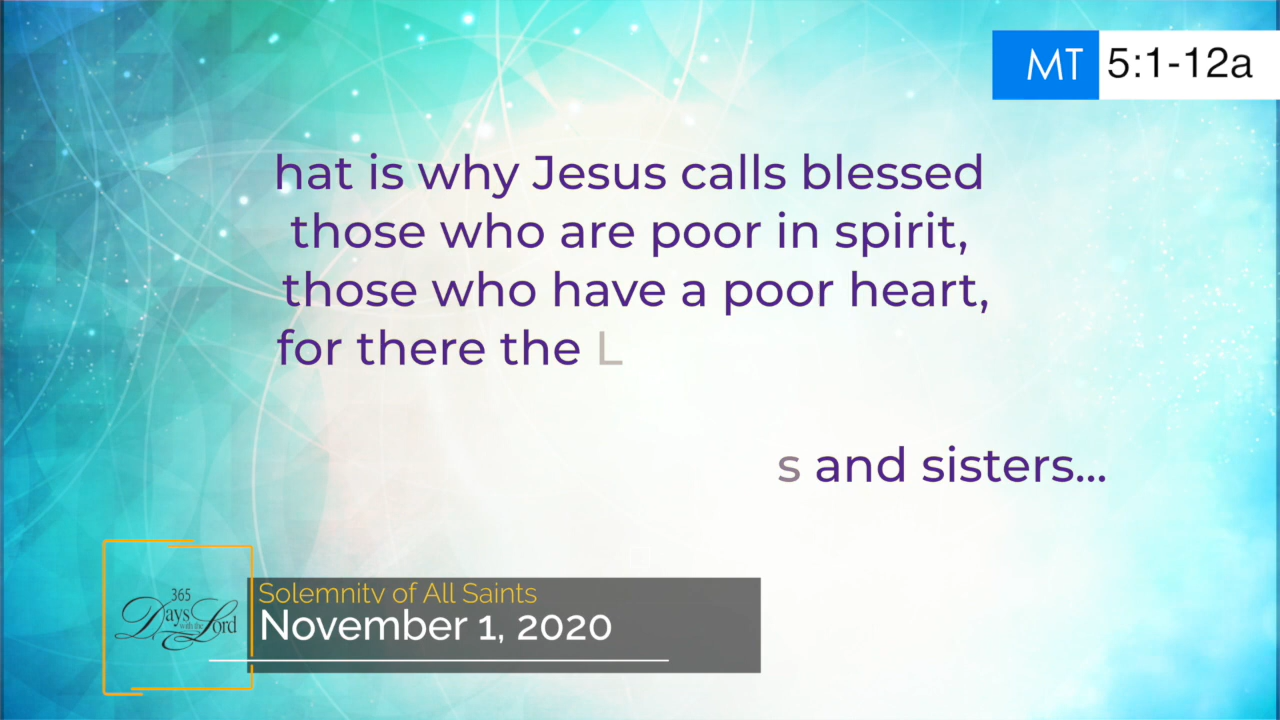 MT 5:1-12a
hat is why Jesus calls blessed
those who are poor in spirit,
those who have a poor heart,
for there the L
s and sisters...
Solemnity of All Saints
November 1, 2020
365
Days
with the
Lord